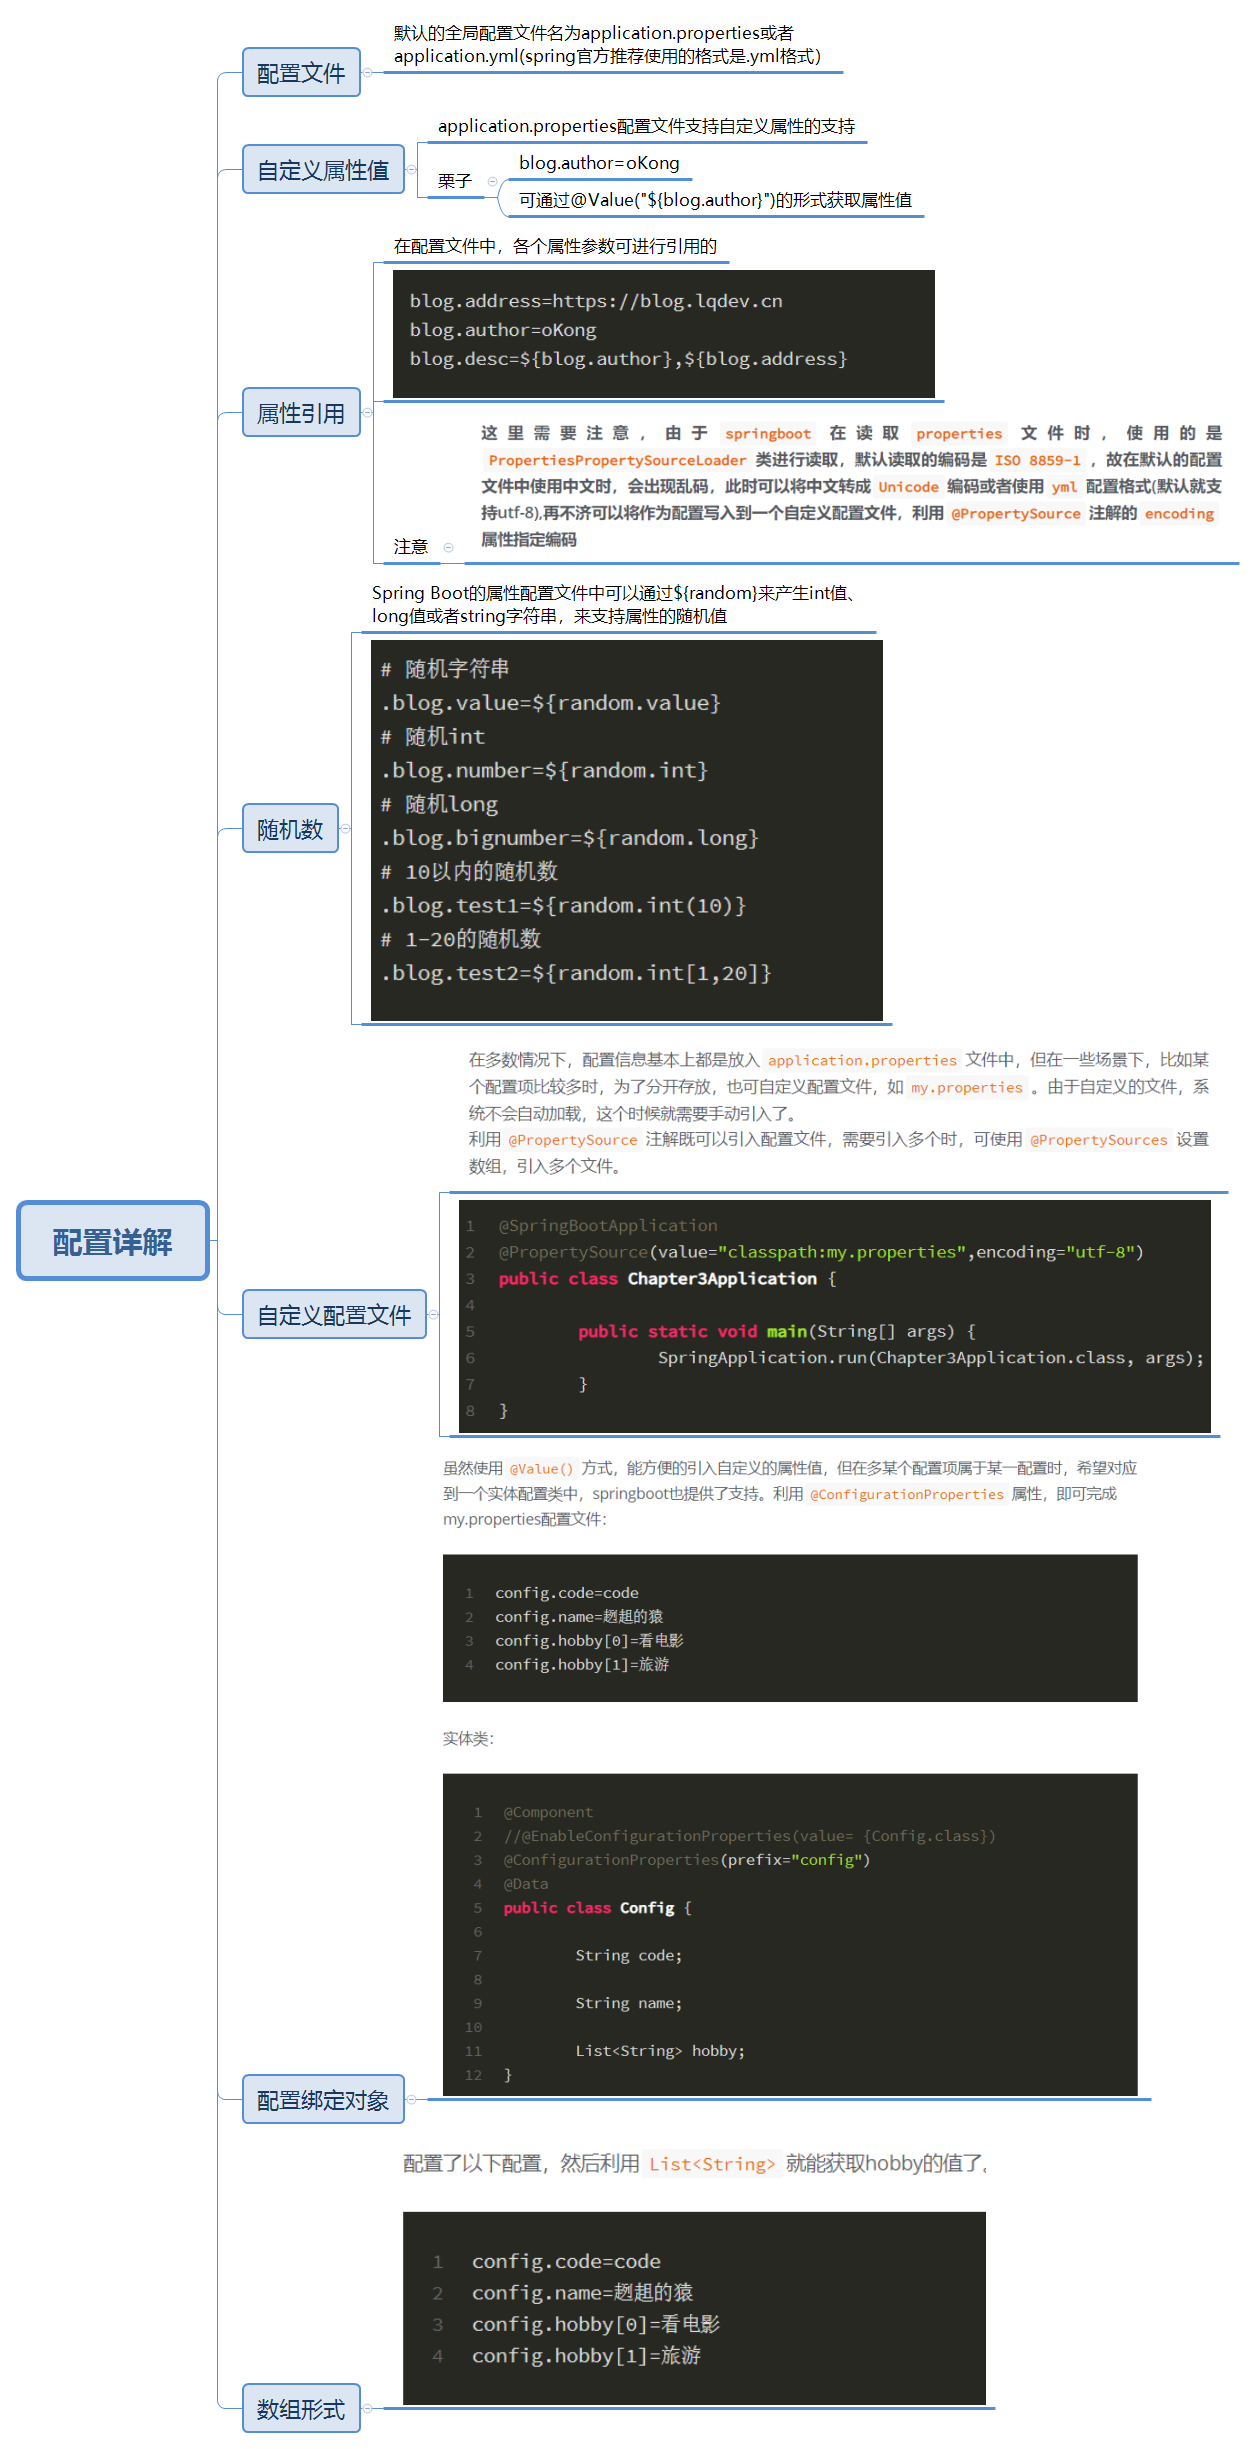 配置详解
配置文件
默认的全局配置文件名为application.properties或者
application.yml(spring官方推荐使用的格式是.yml格式)
自定义属性值
application.properties配置文件支持自定义属性的支持
栗子
blog.author=oKong
可通过@Value("${blog.author}")的形式获取属性值
属性引用
在配置文件中，各个属性参数可进行引用的
blog.address=https://blog.lqdev.cn
blog.author=oKong
blog.desc=${blog.author},${blog.address}
注意
这里需要注意，由于 springboot 在读取 properties 文件时，使用的是
PropertiesPropertySourceLoader 类进行读取，默认读取的编码是 ISO 8859-1 ，故在默认的配置
文件中使用中文时，会出现乱码，此时可以将中文转成 Unicode 编码或者使用 yml 配置格式(默认就支
持utf-8),再不济可以将作为配置写入到一个自定义配置文件，利用 @PropertySource 注解的 encoding
属性指定编码
随机数
Spring Boot的属性配置文件中可以通过${random}来产生int值、
long值或者string字符串，来支持属性的随机值
# 随机字符串
.blog.value=${random.value}
# 随机int
.blog.number=${random.int}
# 随机long
.blog.bignumber=${random.long}
# 10以内的随机数
.blog.test1=${random.int(10)}
# 1-20的随机数
.blog.test2=${random.int[1,20]}
自定义配置文件
在多数情况下，配置信息基本上都是放入 application.properties 文件中，但在一些场景下，比如某
个配置项比较多时，为了分开存放，也可自定义配置文件，如 my.properties 。由于自定义的文件，系
统不会自动加载，这个时候就需要手动引入了。
利用 @PropertySource 注解既可以引入配置文件，需要引入多个时，可使用 @PropertySources 设置
数组，引入多个文件。
1 @SpringBootApplication
2 @PropertySource(value="classpath:my.properties",encoding="utf-8")
3 public class Chapter3Application {
4
5 public static void main(String[] args) {
6 SpringApplication.run(Chapter3Application.class, args);
7 }
8 }
配置绑定对象
虽然使用 @Value() 方式，能方便的引入自定义的属性值，但在多某个配置项属于某一配置时，希望对应
到一个实体配置类中，springboot也提供了支持。利用 @ConfigurationProperties 属性，即可完成
my.properties配置文件：
1 config.code=code
2 config.name=趔趄的猿
3 config.hobby[0]=看电影
4 config.hobby[1]=旅游
实体类：
1 @Component
2 //@EnableConfigurationProperties(value= {Config.class})
3 @ConfigurationProperties(prefix="config")
4 @Data
5 public class Config {
6
7 String code;
8
9 String name;
10
11 List<String> hobby;
12 }
数组形式
配置了以下配置，然后利用 List<String> 就能获取hobby的值了。
1 config.code=code
2 config.name=趔趄的猿
3 config.hobby[0]=看电影
4 config.hobby[1]=旅游